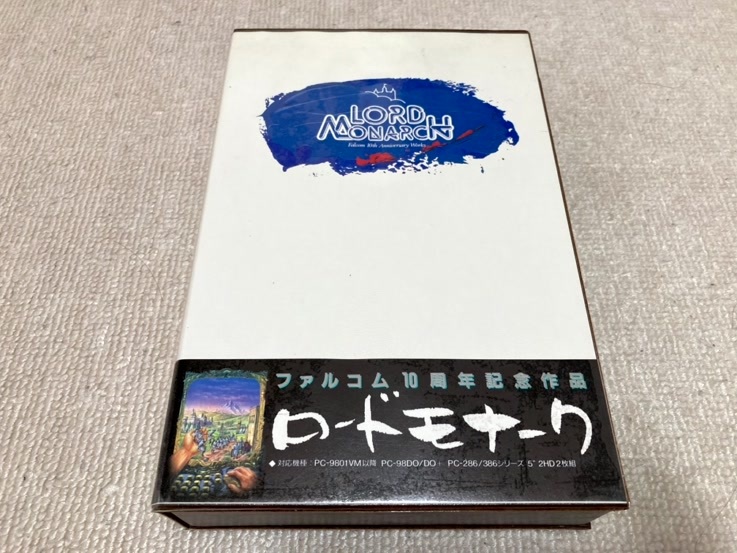 LORD
MONARCH
Falcom 10th Anniversary Works
ファルコム10周年記念作品
ロードモナーク
◆対応機種：PC-9801VM以降 PC-98DO/DO+ PC-286/386シリーズ 5"2HD2枚組